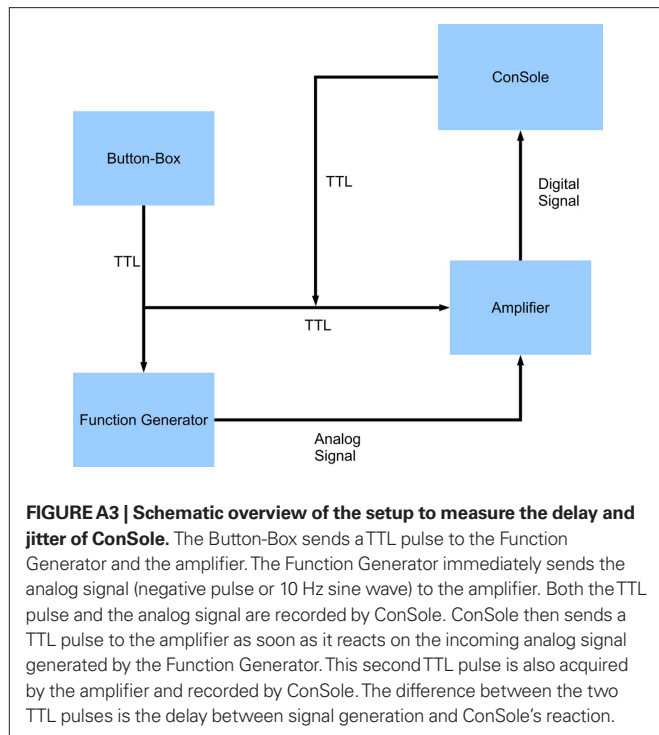 ConSole
Button-Box
TTL
Digital
Signal
TTL
Amplifier
TTL
Function Generator
Analog
Signal
FIGURE A3 | Schematic overview of the setup to measure the delay and
jitter of ConSole. The Button-Box sends a TTL pulse to the Function
Generator and the amplifier. The Function Generator immediately sends the
analog signal (negative pulse or 10 Hz sine wave) to the amplifier. Both the TTL
pulse and the analog signal are recorded by ConSole. ConSole then sends a
TTL pulse to the amplifier as soon as it reacts on the incoming analog signal
generated by the Function Generator. This second TTL pulse is also acquired
by the amplifier and recorded by ConSole. The difference between the two
TTL pulses is the delay between signal generation and ConSole's reaction.